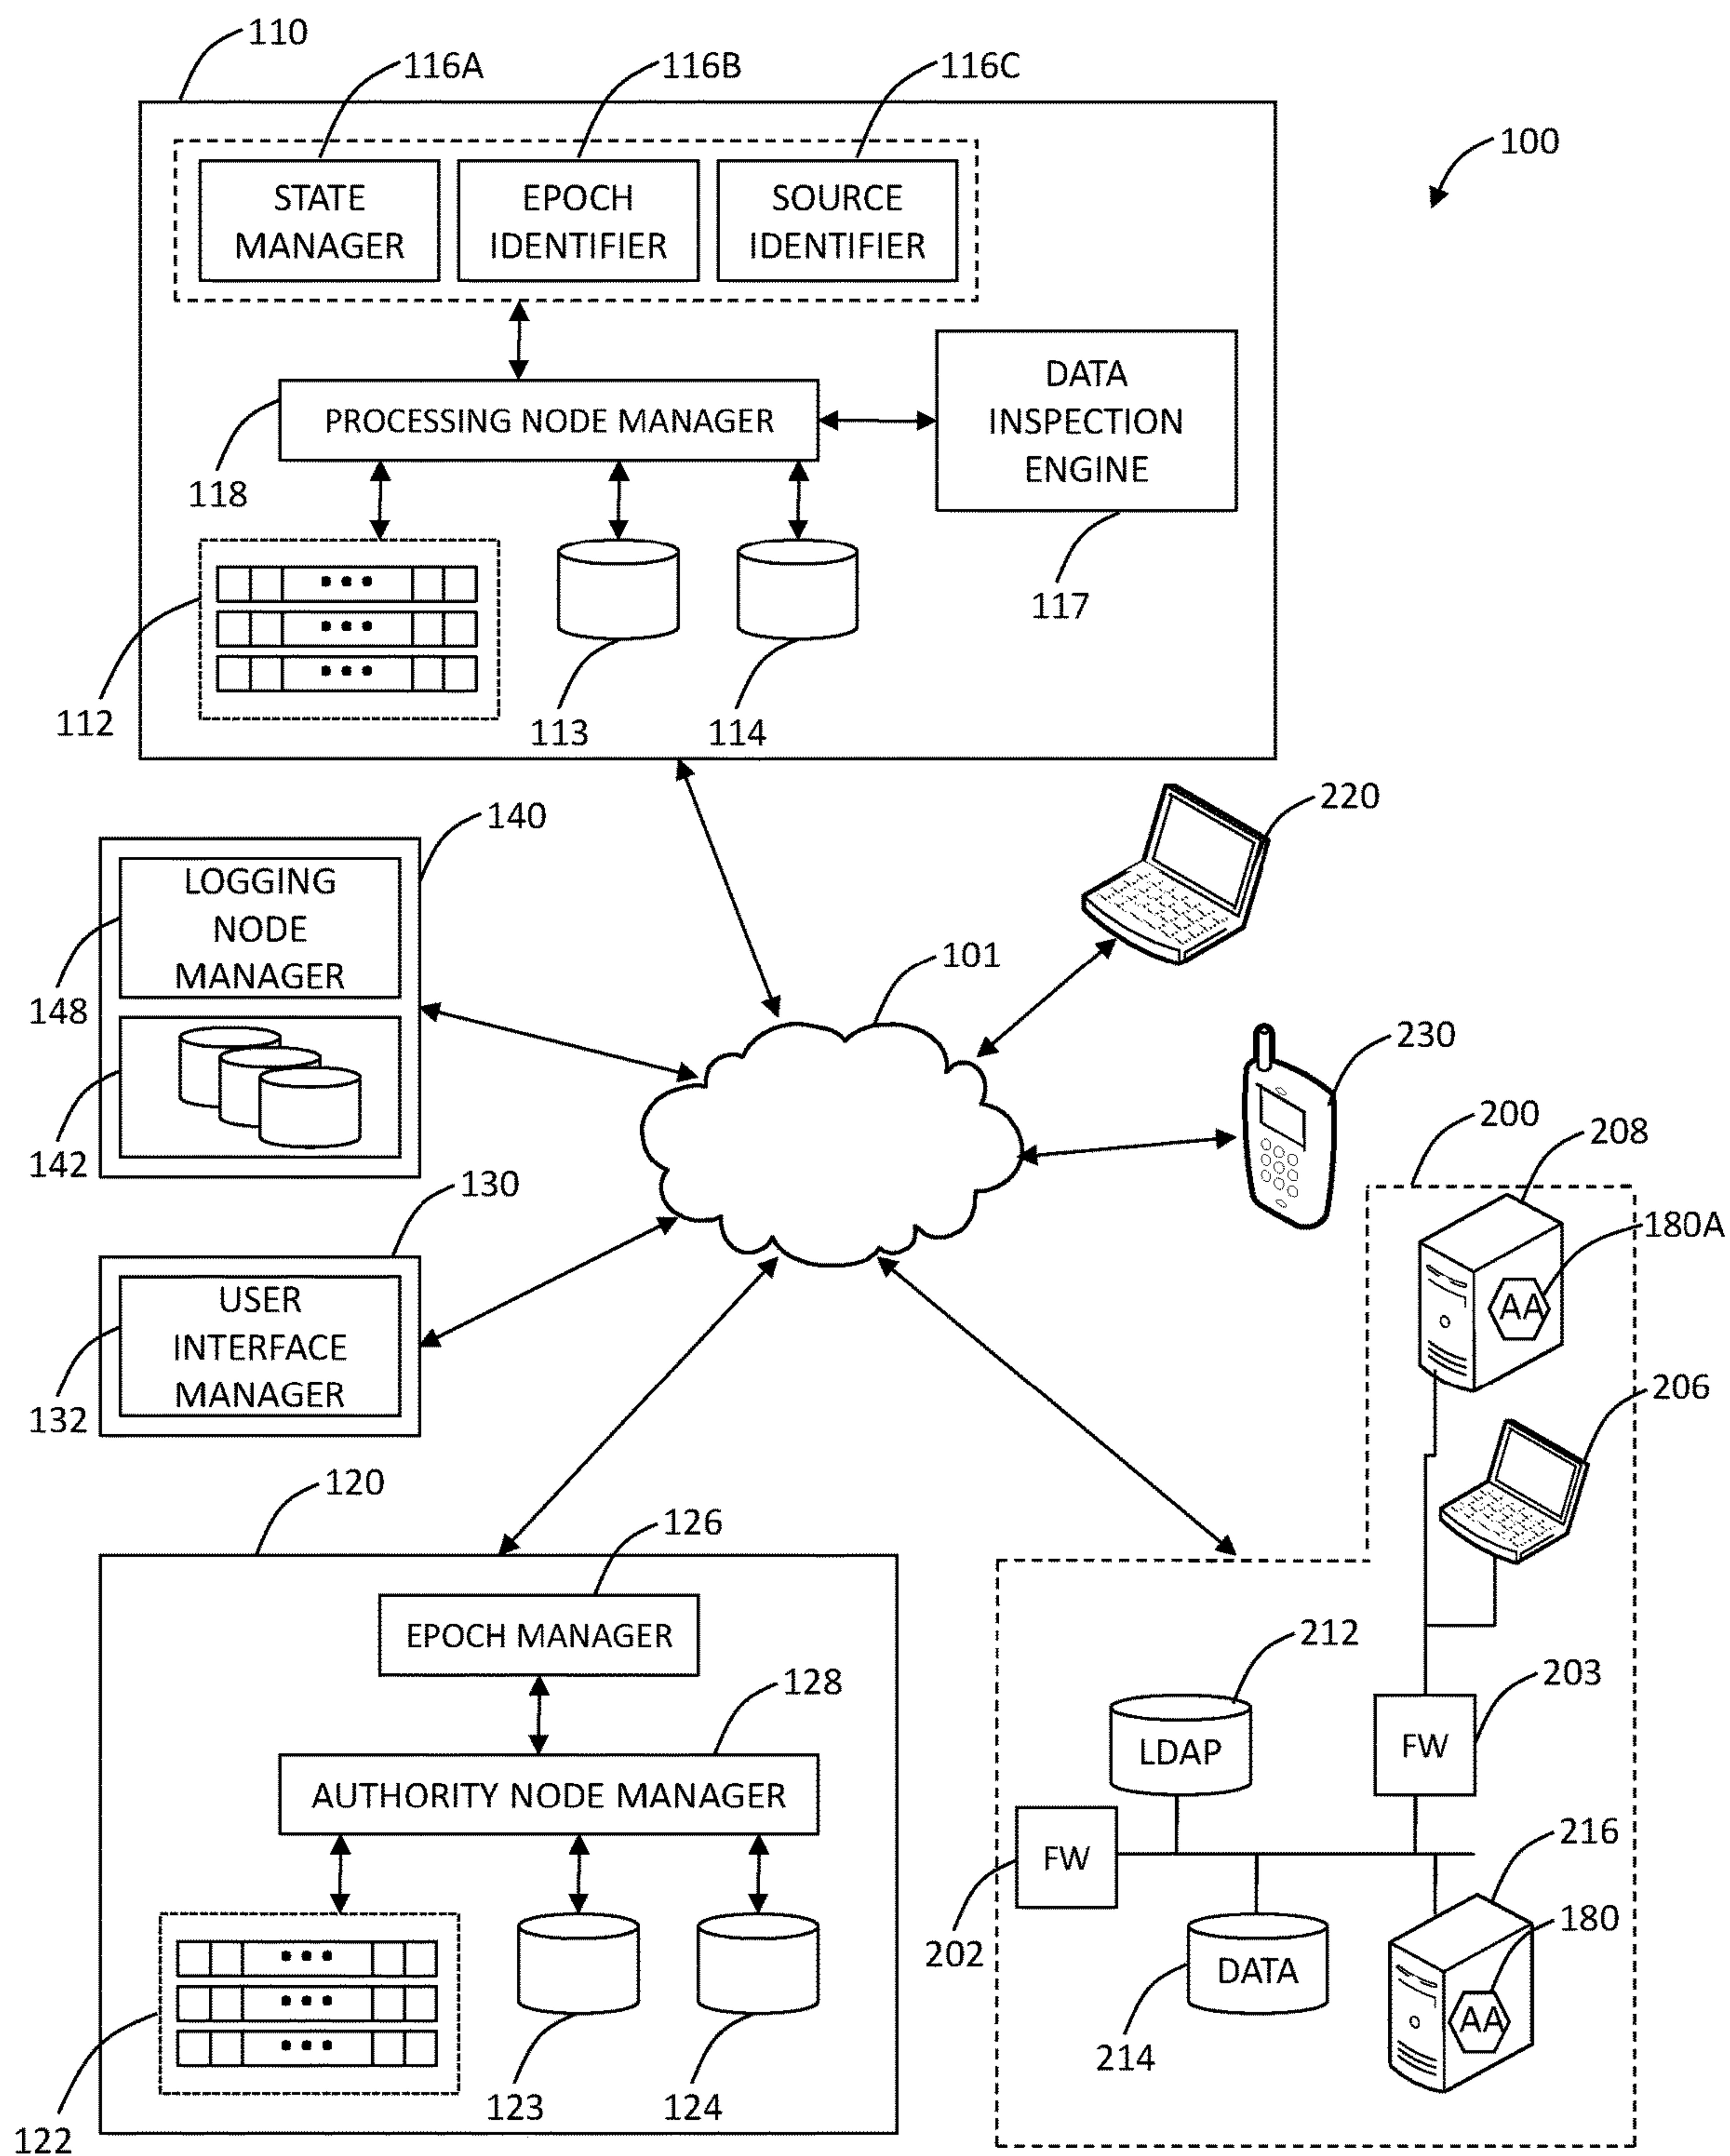 110
116A
116B
116C
100
STATE
MANAGER
EPOCH
IDENTIFIER
SOURCE
IDENTIFIER
PROCESSING NODE MANAGER
DATA
INSPECTION
ENGINE
118
117
112
113
114
220
140
LOGGING
NODE
MANAGER
148
101
142
230
200
208
180A
AA
130
USER
INTERFACE
MANAGER
132
206
120
126
EPOCH MANAGER
128
AUTHORITY NODE MANAGER
212
LDAP
203
FW
FW
202
216
180
AA
DATA
214
122
123
124